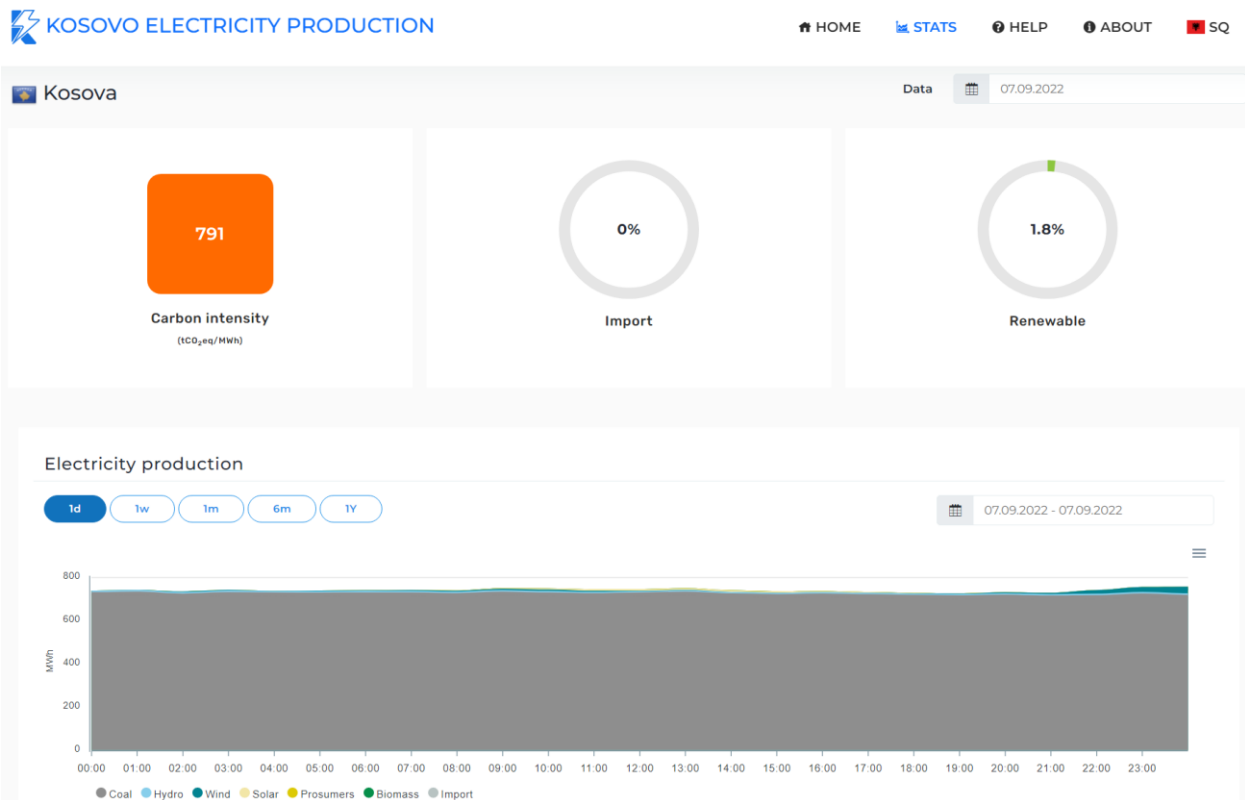 KOSOVO ELECTRICITY PRODUCTION
HOME STATS HELP ABOUT SQ
Kosova
Data 07.09.2022
791
Carbon intensity
(tCO₂eq/MWh)
0%
Import
1.8%
Renewable
Electricity production
1d 1w 1m 6m 1Y
07.09.2022 - 07.09.2022
800
600
400
200
0
MWh
00:00 01:00 02:00 03:00 04:00 05:00 06:00 07:00 08:00 09:00 10:00 11:00 12:00 13:00 14:00 15:00 16:00 17:00 18:00 19:00 20:00 21:00 22:00 23:00
Coal Hydro Wind Solar Prosumers Biomass Import